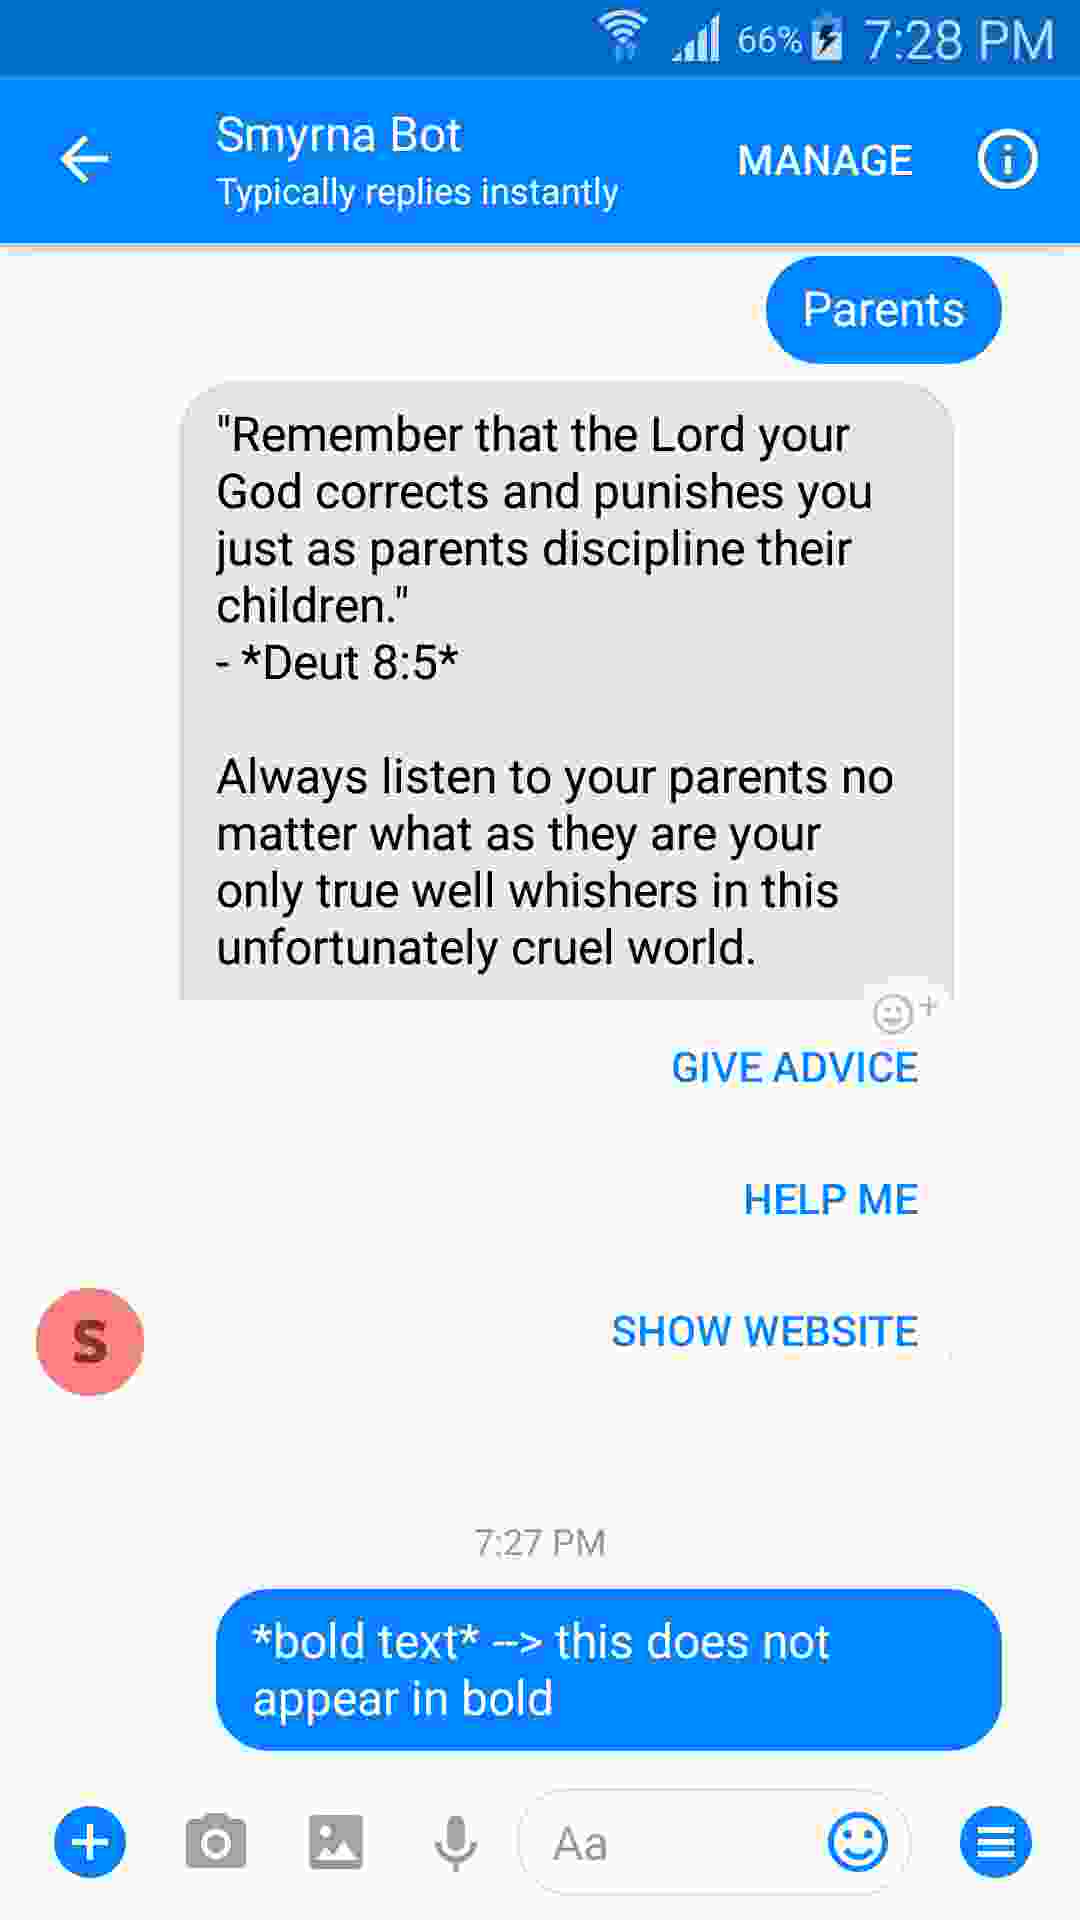 66% 7:28 PM
Smyrna Bot
Typically replies instantly
MANAGE
Parents
"Remember that the Lord your
God corrects and punishes you
just as parents discipline their
children."
- *Deut 8:5*
Always listen to your parents no
matter what as they are your
only true well whishers in this
unfortunately cruel world.
GIVE ADVICE
HELP ME
SHOW WEBSITE
S
7:27 PM
*bold text* --> this does not
appear in bold
Aa